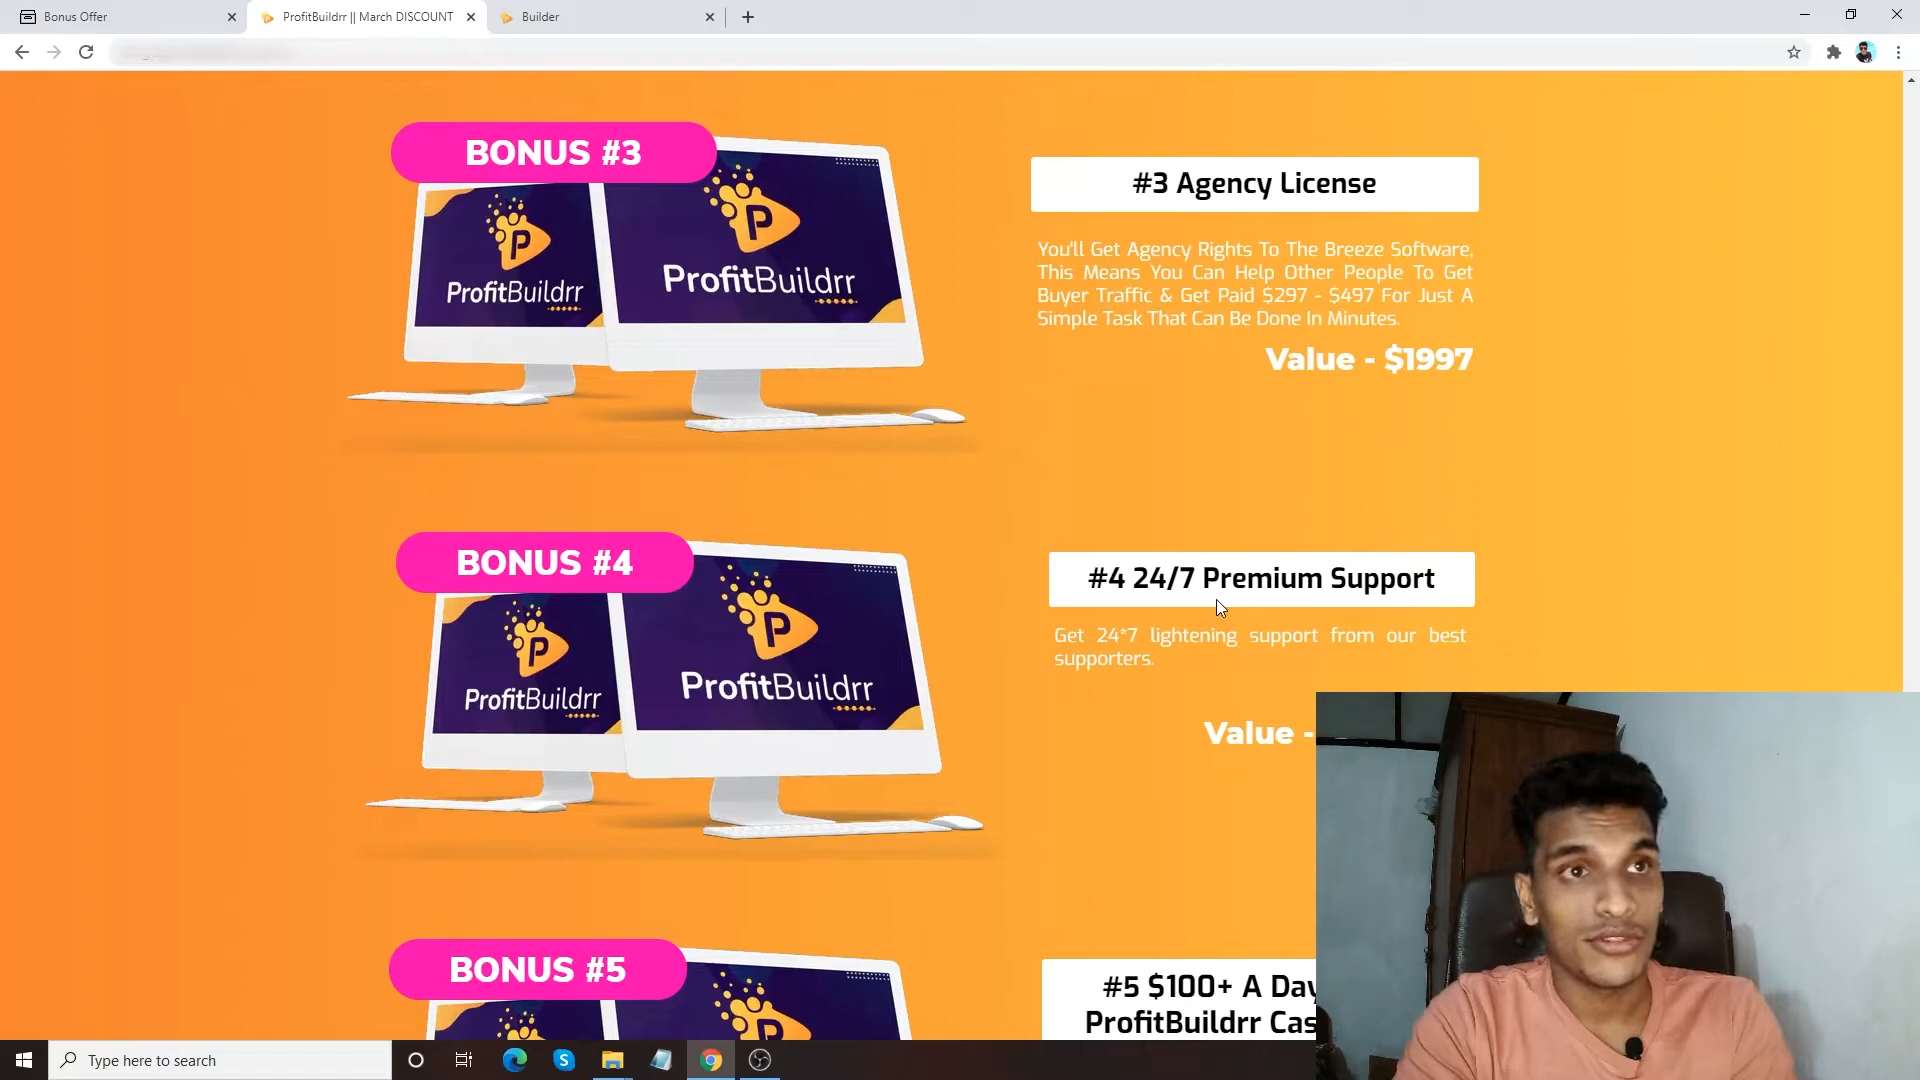 Bonus Offer
ProfitBuildrr || March DISCOUNT
Builder
BONUS #3
P
ProfitBuildrr
P
ProfitBuildrr
#3 Agency License
You'll Get Agency Rights To The Breeze Software,
This Means You Can Help Other People To Get
Buyer Traffic & Get Paid $297 - $497 For Just A
Simple Task That Can Be Done In Minutes.
Value - $1997
BONUS #4
P
ProfitBuildrr
P
ProfitBuildrr
#4 24/7 Premium Support
Get 24*7 lightening support from our best
supporters.
Value -
BONUS #5
P
#5 $100+ A Day
ProfitBuildrr Cas
Type here to search